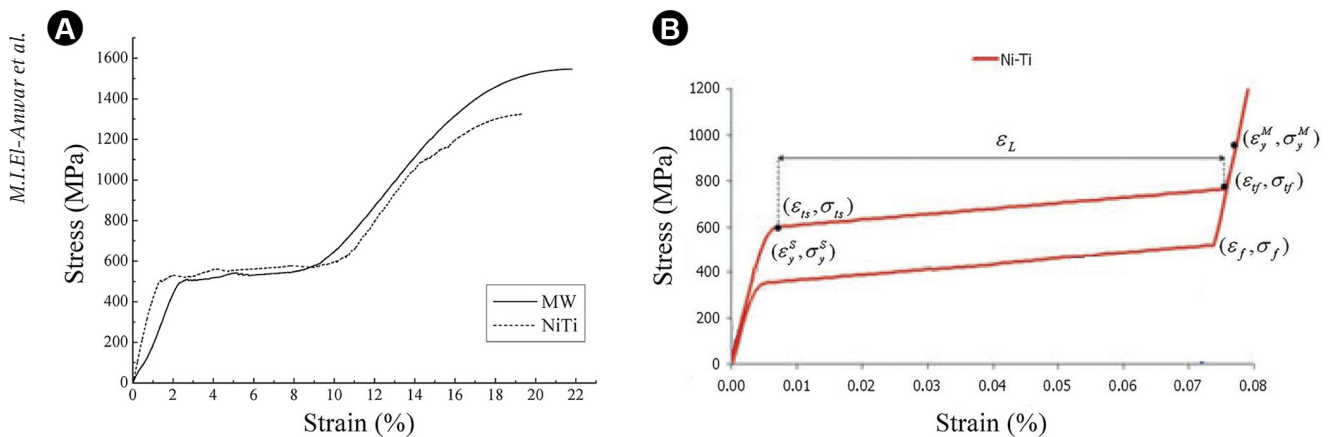 M.I.El-Anwar et al.
A
Stress (MPa)
1600
1400
1200
1000
800
600
400
200
0
0 2 4 6 8 10 12 14 16 18 20 22
Strain (%)
MW
NiTi
B
Ni-Ti
Stress (MPa)
1200
1000
800
600
400
200
0
0.00 0.01 0.02 0.03 0.04 0.05 0.06 0.07 0.08
Strain (%)
ε_L
(ε_y^M, σ_y^M)
(ε_tf, σ_tf)
(ε_ts, σ_ts)
(ε_y^S, σ_y^S)
(ε_f, σ_f)